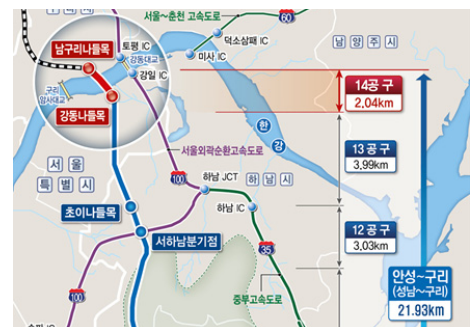 서울~춘천 고속도로
60
구리시
남양주시
덕소삼패 IC
남구리나들목
토평 IC
강동대교
미사 IC
강일 IC
구리
암사대교
강동나들목
14공구
2.04km
한
강
서울외곽순환고속도로
13공구
3.99km
서울
특별시
100
하남 JCT
하남시
초이나들목
하남 IC
서하남분기점
12공구
3.03km
35
안성~구리
(성남~구리)
21.93km
100
중부고속도로